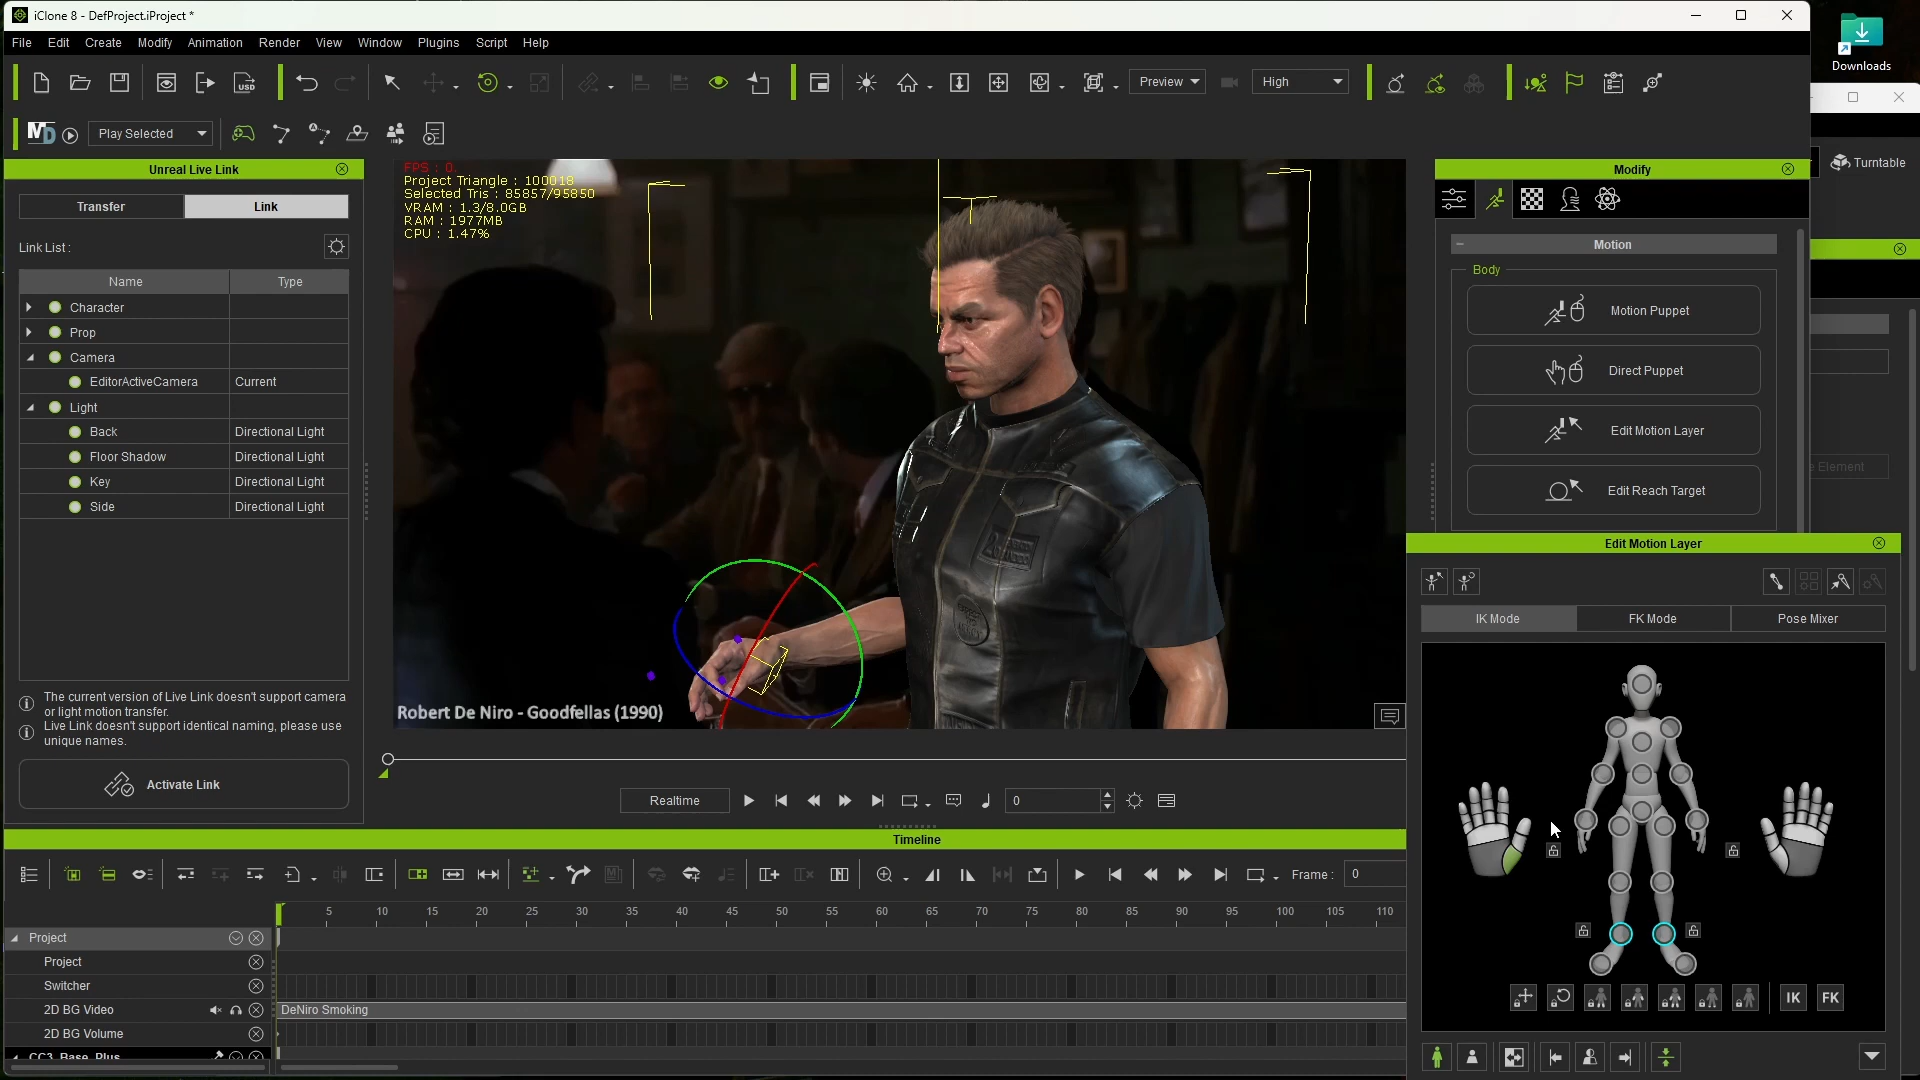 iClone 8 - DefProject.iProject *
File Edit Create Modify Animation Render View Window Plugins Script Help
Downloads
USD
Preview
High
MD
Play Selected
Turntable
Unreal Live Link
Transfer
Link
Link List :
Name
Type
Character
Prop
Camera
EditorActiveCamera
Current
Light
Back
Directional Light
Floor Shadow
Directional Light
Key
Directional Light
Side
Directional Light
The current version of Live Link doesn't support camera
or light motion transfer.
Live Link doesn't support identical naming, please use
unique names.
Activate Link
FPS : 0.
Project Triangle : 100018
Selected Tris : 85857/95850
VRAM : 1.3/8.0GB
RAM : 1977MB
CPU : 1.47%
Robert De Niro - Goodfellas (1990)
Modify
Motion
Body
Motion Puppet
Direct Puppet
Edit Motion Layer
Edit Reach Target
e Element
Edit Motion Layer
IK Mode
FK Mode
Pose Mixer
IK
FK
Realtime
0
Timeline
Frame :
0
5 10 15 20 25 30 35 40 45 50 55 60 65 70 75 80 85 90 95 100 105 110
Project
Project
Switcher
2D BG Video
DeNiro Smoking
2D BG Volume
CC3_Base_Plus